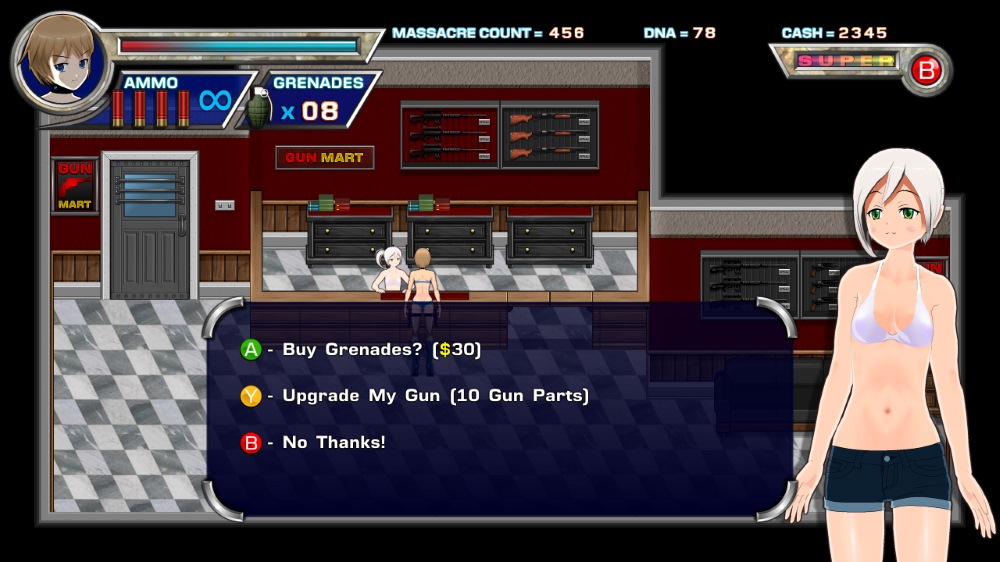 MASSACRE COUNT = 456 DNA = 78 CASH = 2345
SUPER B
AMMO GRENADES
∞ x 08
GUN MART
GUN
MART
A - Buy Grenades? ($30)
Y - Upgrade My Gun (10 Gun Parts)
B - No Thanks!